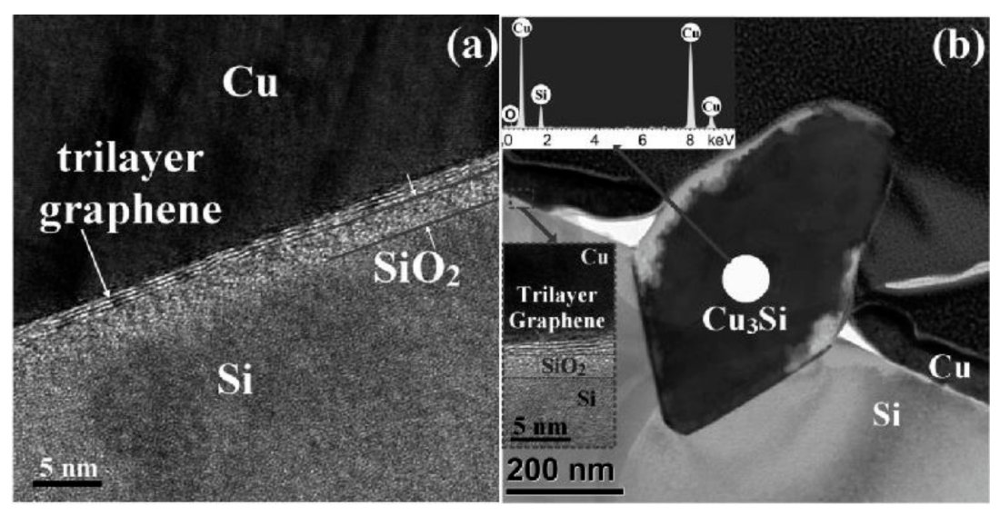 (a)
Cu
trilayer
graphene
SiO2
Si
5 nm
(b)
Cu
Cu
Si
O
Cu
0 2 4 6 8 keV
Cu
Trilayer
Graphene
SiO2
Si
5 nm
200 nm
Cu3Si
Cu
Si